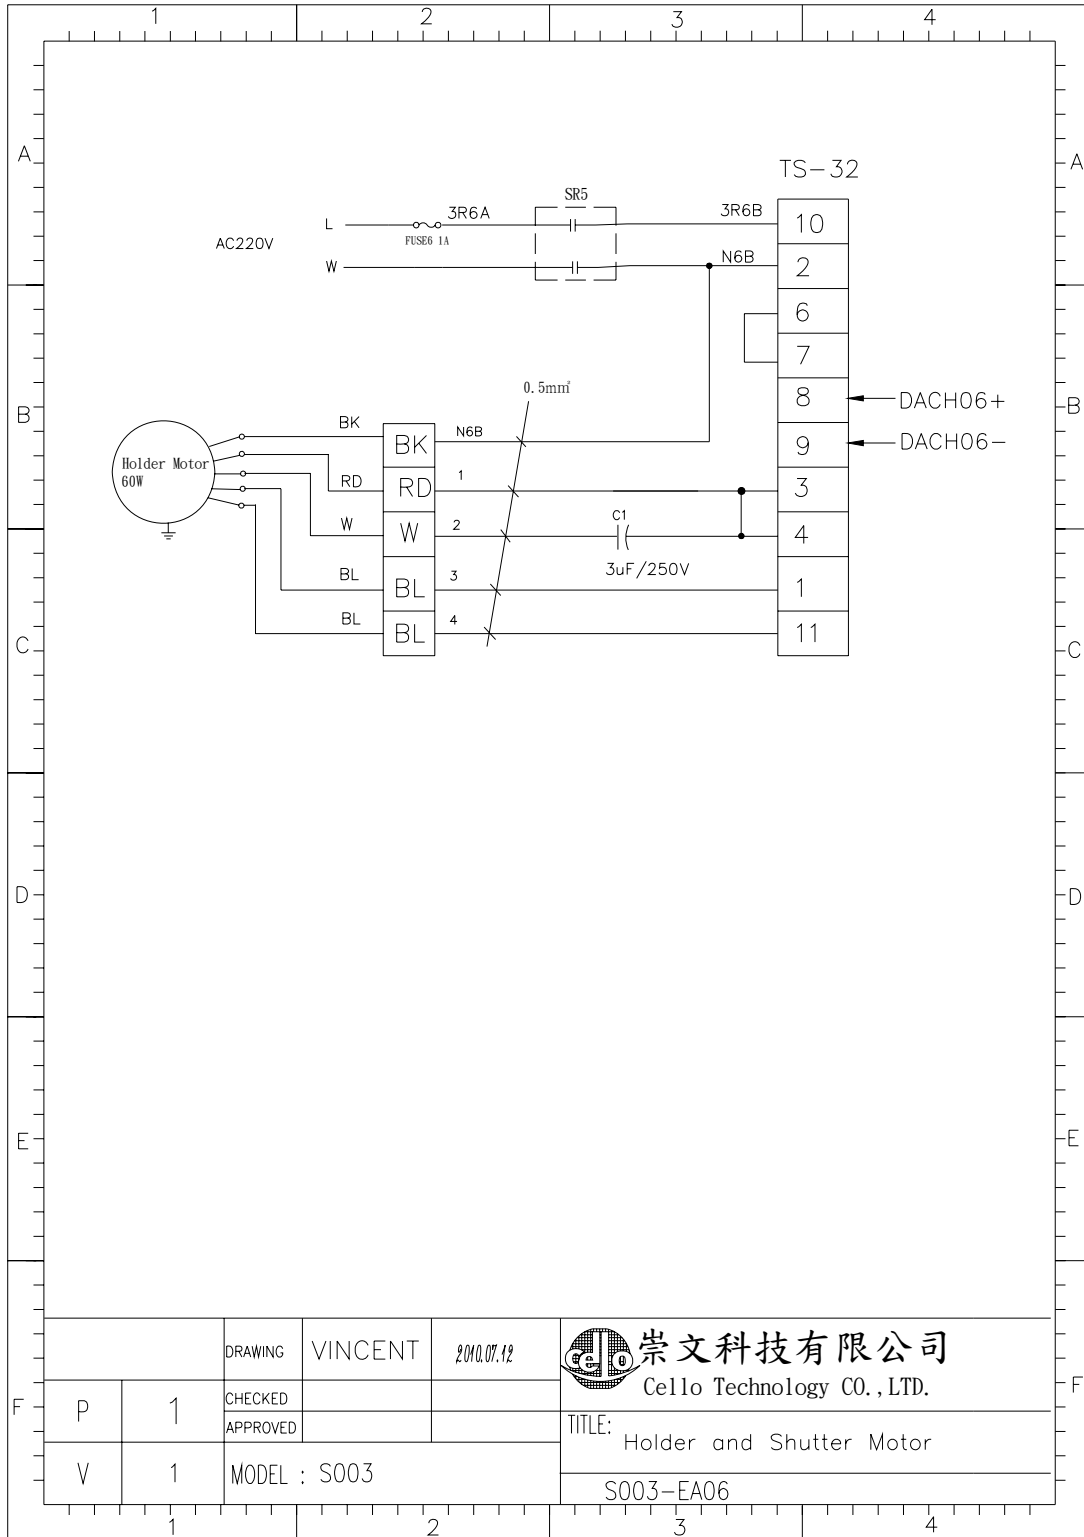 1 2 3 4
A A
TS-32
SR5
L 3R6A 3R6B 10
FUSE6 1A
AC220V
W N6B 2
6
7
0.5mm²
8 DACH06+
B B
BK BK N6B 9 DACH06-
Holder Motor
60W
RD RD 1 3
W W 2 C1 4
3uF/250V
BL BL 3 1
BL BL 4 11
C C
D D
E E
DRAWING VINCENT 2010.07.12
cello 崇文科技有限公司
Cello Technology CO.,LTD.
F F
P 1 CHECKED
APPROVED
TITLE: Holder and Shutter Motor
V 1 MODEL : S003
S003-EA06
1 2 3 4